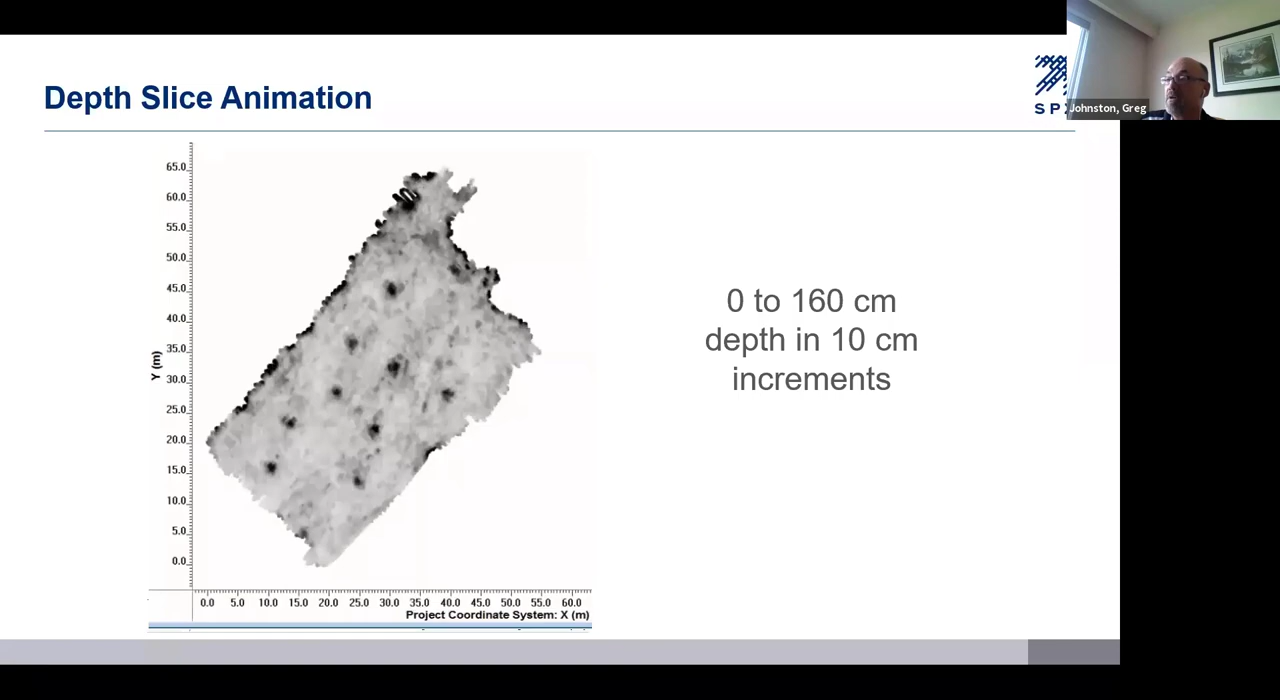 Depth Slice Animation
SP
Johnston, Greg
65.0
60.0
55.0
50.0
45.0
40.0
35.0
30.0
25.0
20.0
15.0
10.0
5.0
0.0
Y (m)
0.0 5.0 10.0 15.0 20.0 25.0 30.0 35.0 40.0 45.0 50.0 55.0 60.0
Project Coordinate System: X (m)
0 to 160 cm
depth in 10 cm
increments